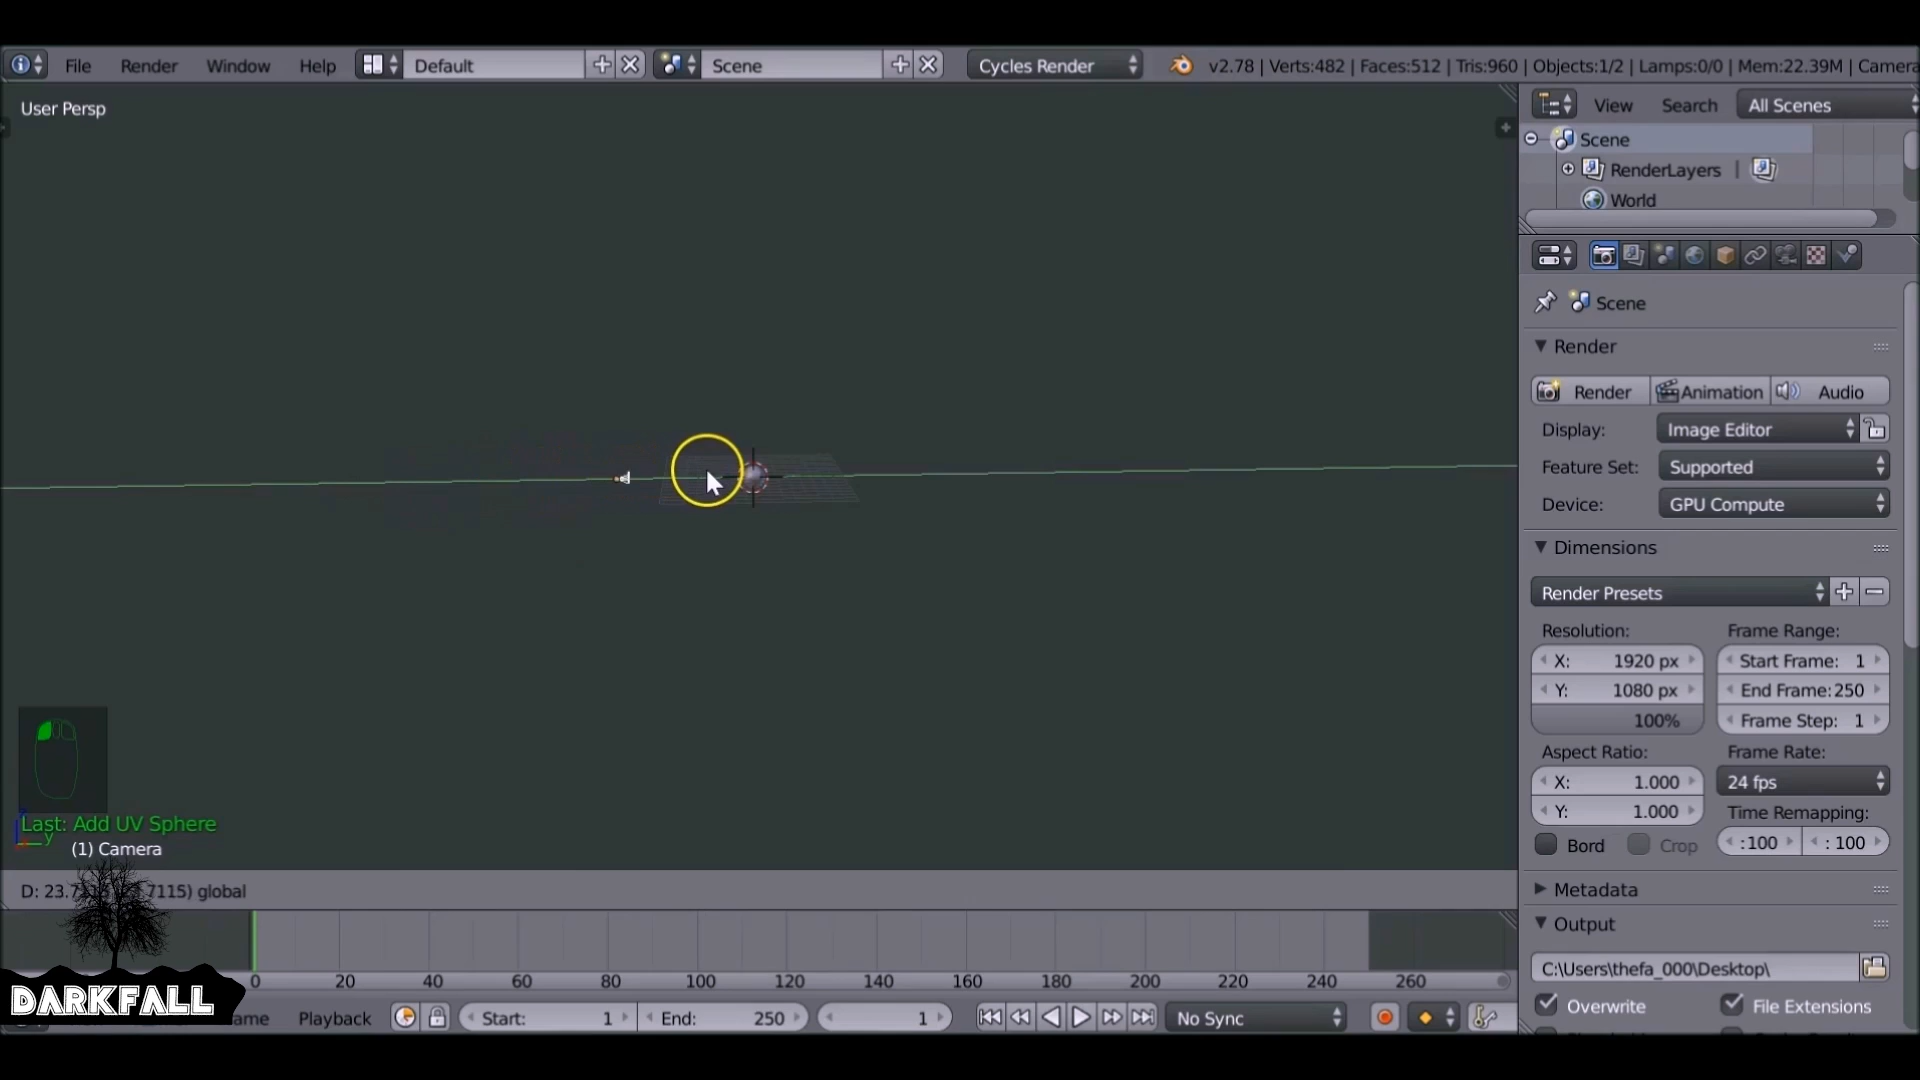 File Render Window Help Default Scene Cycles Render v2.78 | Verts:482 | Faces:512 | Tris:960 | Objects:1/2 | Lamps:0/0 | Mem:22.39M | Camera
User Persp
View Search All Scenes
Scene
RenderLayers |
World
Scene
Render
Render Animation Audio
Display: Image Editor
Feature Set: Supported
Device: GPU Compute
Dimensions
Render Presets
Resolution: Frame Range:
X: 1920 px Start Frame: 1
Y: 1080 px End Frame: 250
100% Frame Step: 1
Aspect Ratio: Frame Rate:
X: 1.000 24 fps
Y: 1.000 Time Remapping:
Bord Crop :100 : 100
Metadata
Output
C:\Users\thefa_000\Desktop\
Overwrite File Extensions
Last: Add UV Sphere
y
(1) Camera
D: 23.7 7115) global
0 20 40 60 80 100 120 140 160 180 200 220 240 260
DARKFALL
ame Playback Start: 1 End: 250 1 No Sync